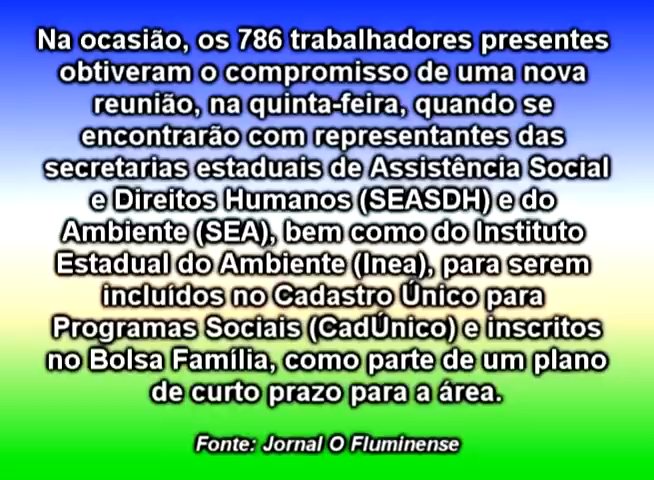 Na ocasião, os 786 trabalhadores presentes
obtiveram o compromisso de uma nova
reunião, na quinta-feira, quando se
encontrarão com representantes das
secretarias estaduais de Assistência Social
e Direitos Humanos (SEASDH) e do
Ambiente (SEA), bem como do Instituto
Estadual do Ambiente (Inea), para serem
incluídos no Cadastro Único para
Programas Sociais (CadÚnico) e inscritos
no Bolsa Família, como parte de um plano
de curto prazo para a área.
Fonte: Jornal O Fluminense